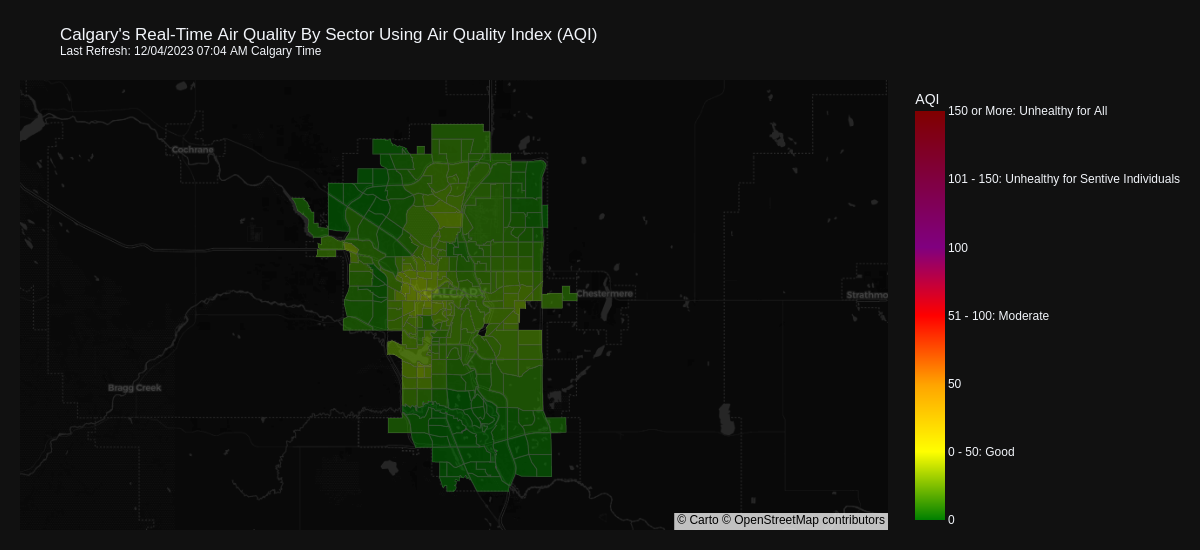 Calgary's Real-Time Air Quality By Sector Using Air Quality Index (AQI)
Last Refresh: 12/04/2023 07:04 AM Calgary Time
AQI
150 or More: Unhealthy for All
101 - 150: Unhealthy for Sentive Individuals
100
51 - 100: Moderate
50
0 - 50: Good
0
Cochrane
CALGARY
Chestermere
Strathmo
Bragg Creek
© Carto © OpenStreetMap contributors